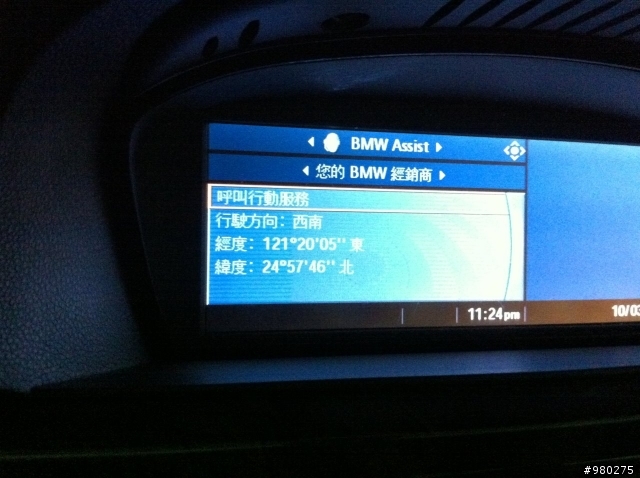 BMW Assist
您的 BMW 經銷商
呼叫行動服務
行駛方向: 西南
經度: 121°20'05'' 東
緯度: 24°57'46'' 北
11:24pm
10/03
#980275